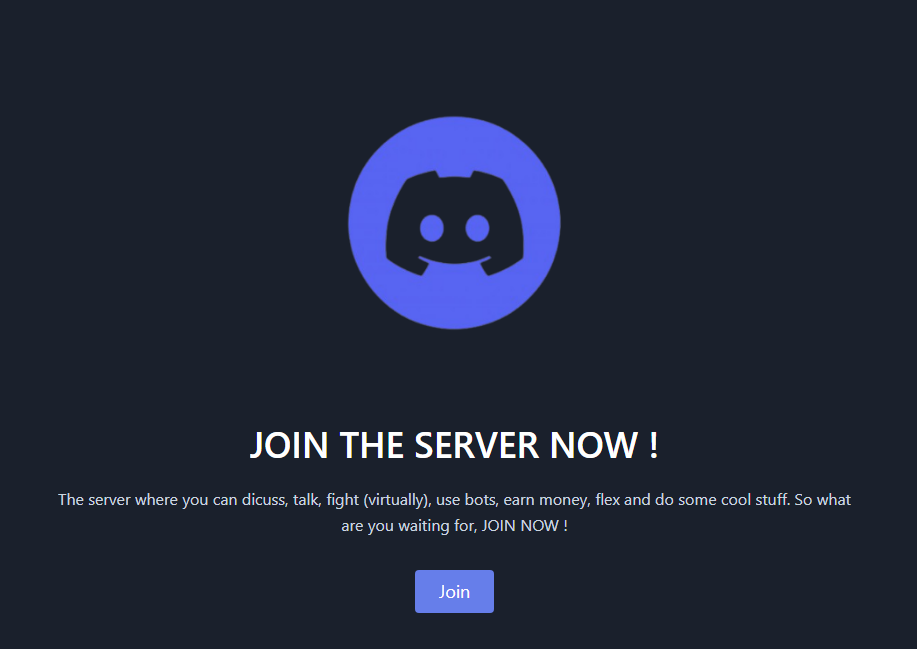 JOIN THE SERVER NOW !
The server where you can dicuss, talk, fight (virtually), use bots, earn money, flex and do some cool stuff. So what
are you waiting for, JOIN NOW !
Join